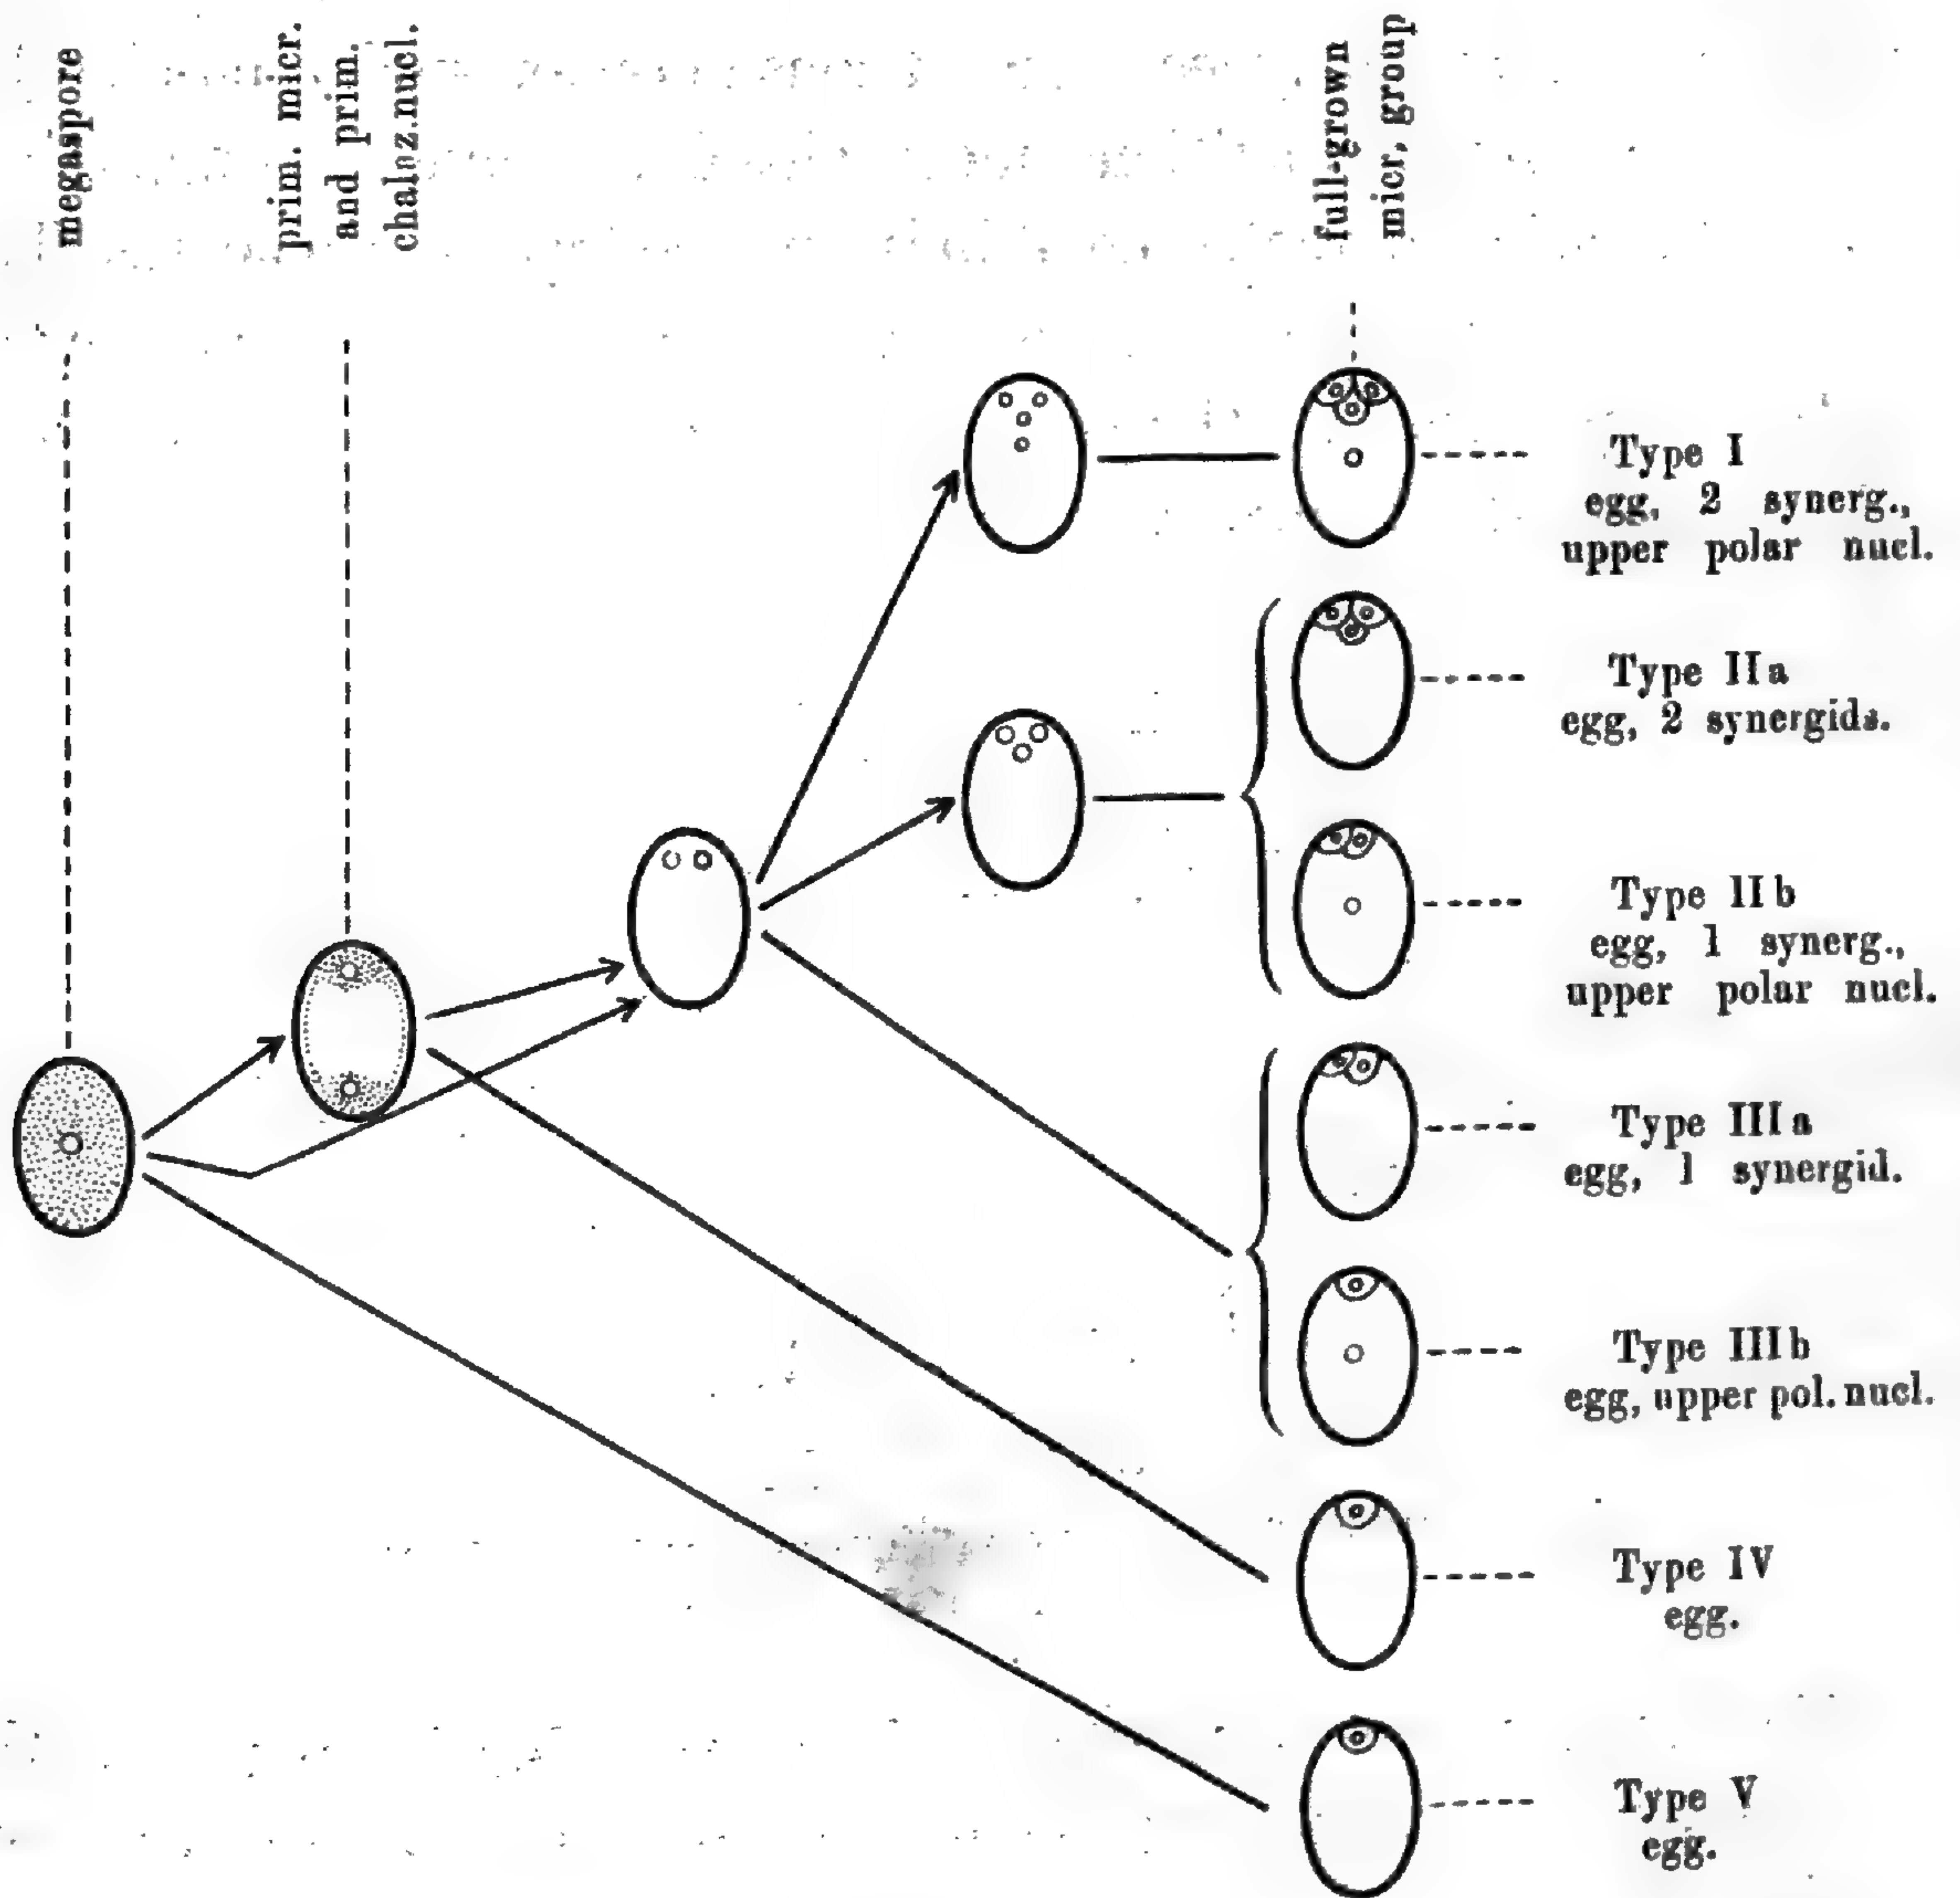 megaspore
prim. micr.
and prim.
chalaz.nucl.
full-grown
micr, group
Type I
egg, 2 synerg.,
upper polar nucl.
Type IIa
egg, 2 synergids.
Type IIb
egg, 1 synerg.,
upper polar nucl.
Type IIIa
egg, 1 synergid.
Type IIIb
egg, upper pol. nucl.
Type IV
egg.
Type V
egg.